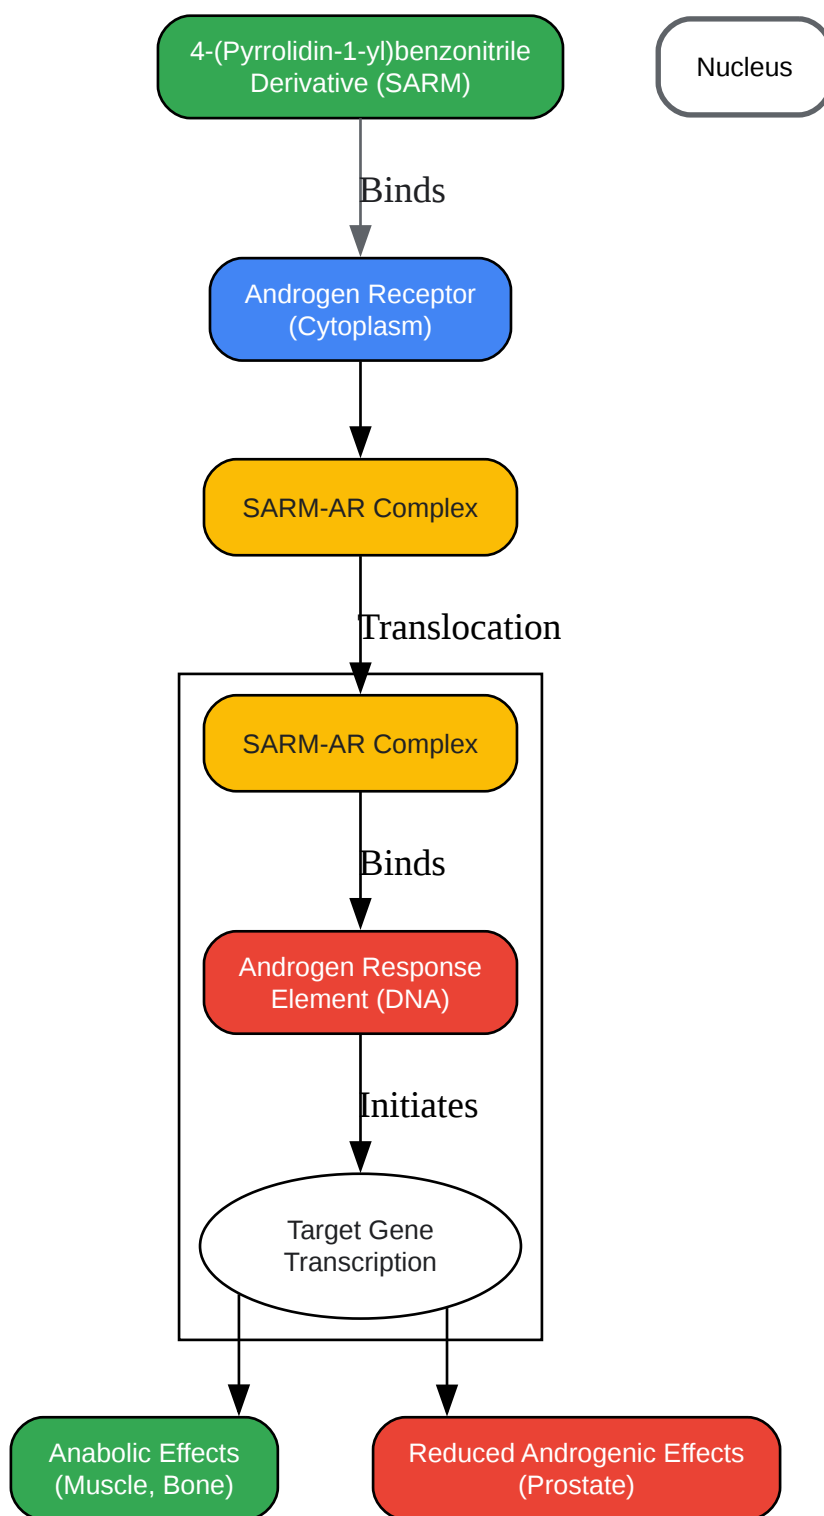 4-(Pyrrolidin-1-yl)benzonitrile
Derivative (SARM)
Nucleus
Binds
Androgen Receptor
(Cytoplasm)
SARM-AR Complex
Translocation
SARM-AR Complex
Binds
Androgen Response
Element (DNA)
Initiates
Target Gene
Transcription
Anabolic Effects
(Muscle, Bone)
Reduced Androgenic Effects
(Prostate)